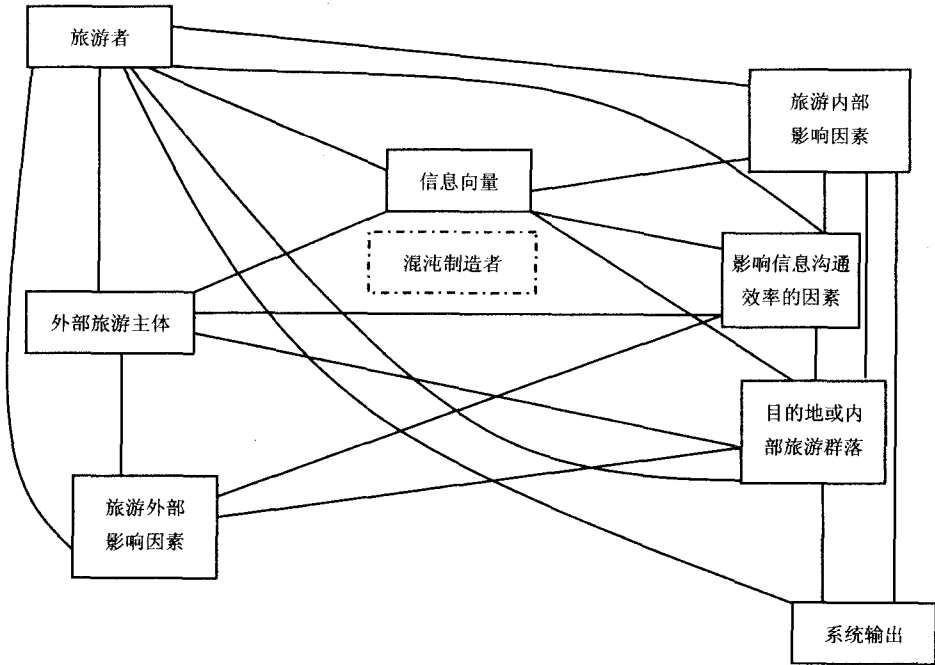 旅游者
旅游内部
影响因素
信息向量
混沌制造者
影响信息沟通
效率的因素
外部旅游主体
目的地或内
部旅游群落
旅游外部
影响因素
系统输出